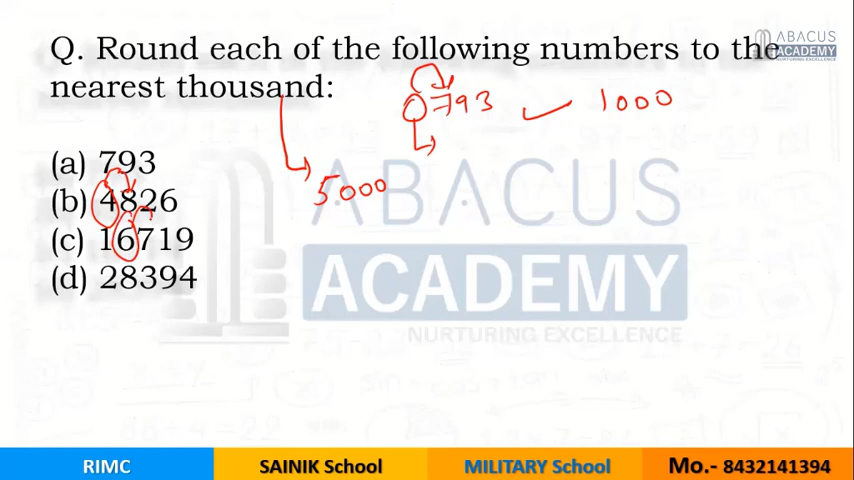 ABACUS
ACADEMY
NURTURING EXCELLENCE
Q. Round each of the following numbers to the
nearest thousand:
0793 1000
(a) 793
5000
(b) 4826
(c) 16719
(d) 28394
ABACUS
ACADEMY
NURTURING EXCELLENCE
RIMC SAINIK School MILITARY School Mo.- 8432141394